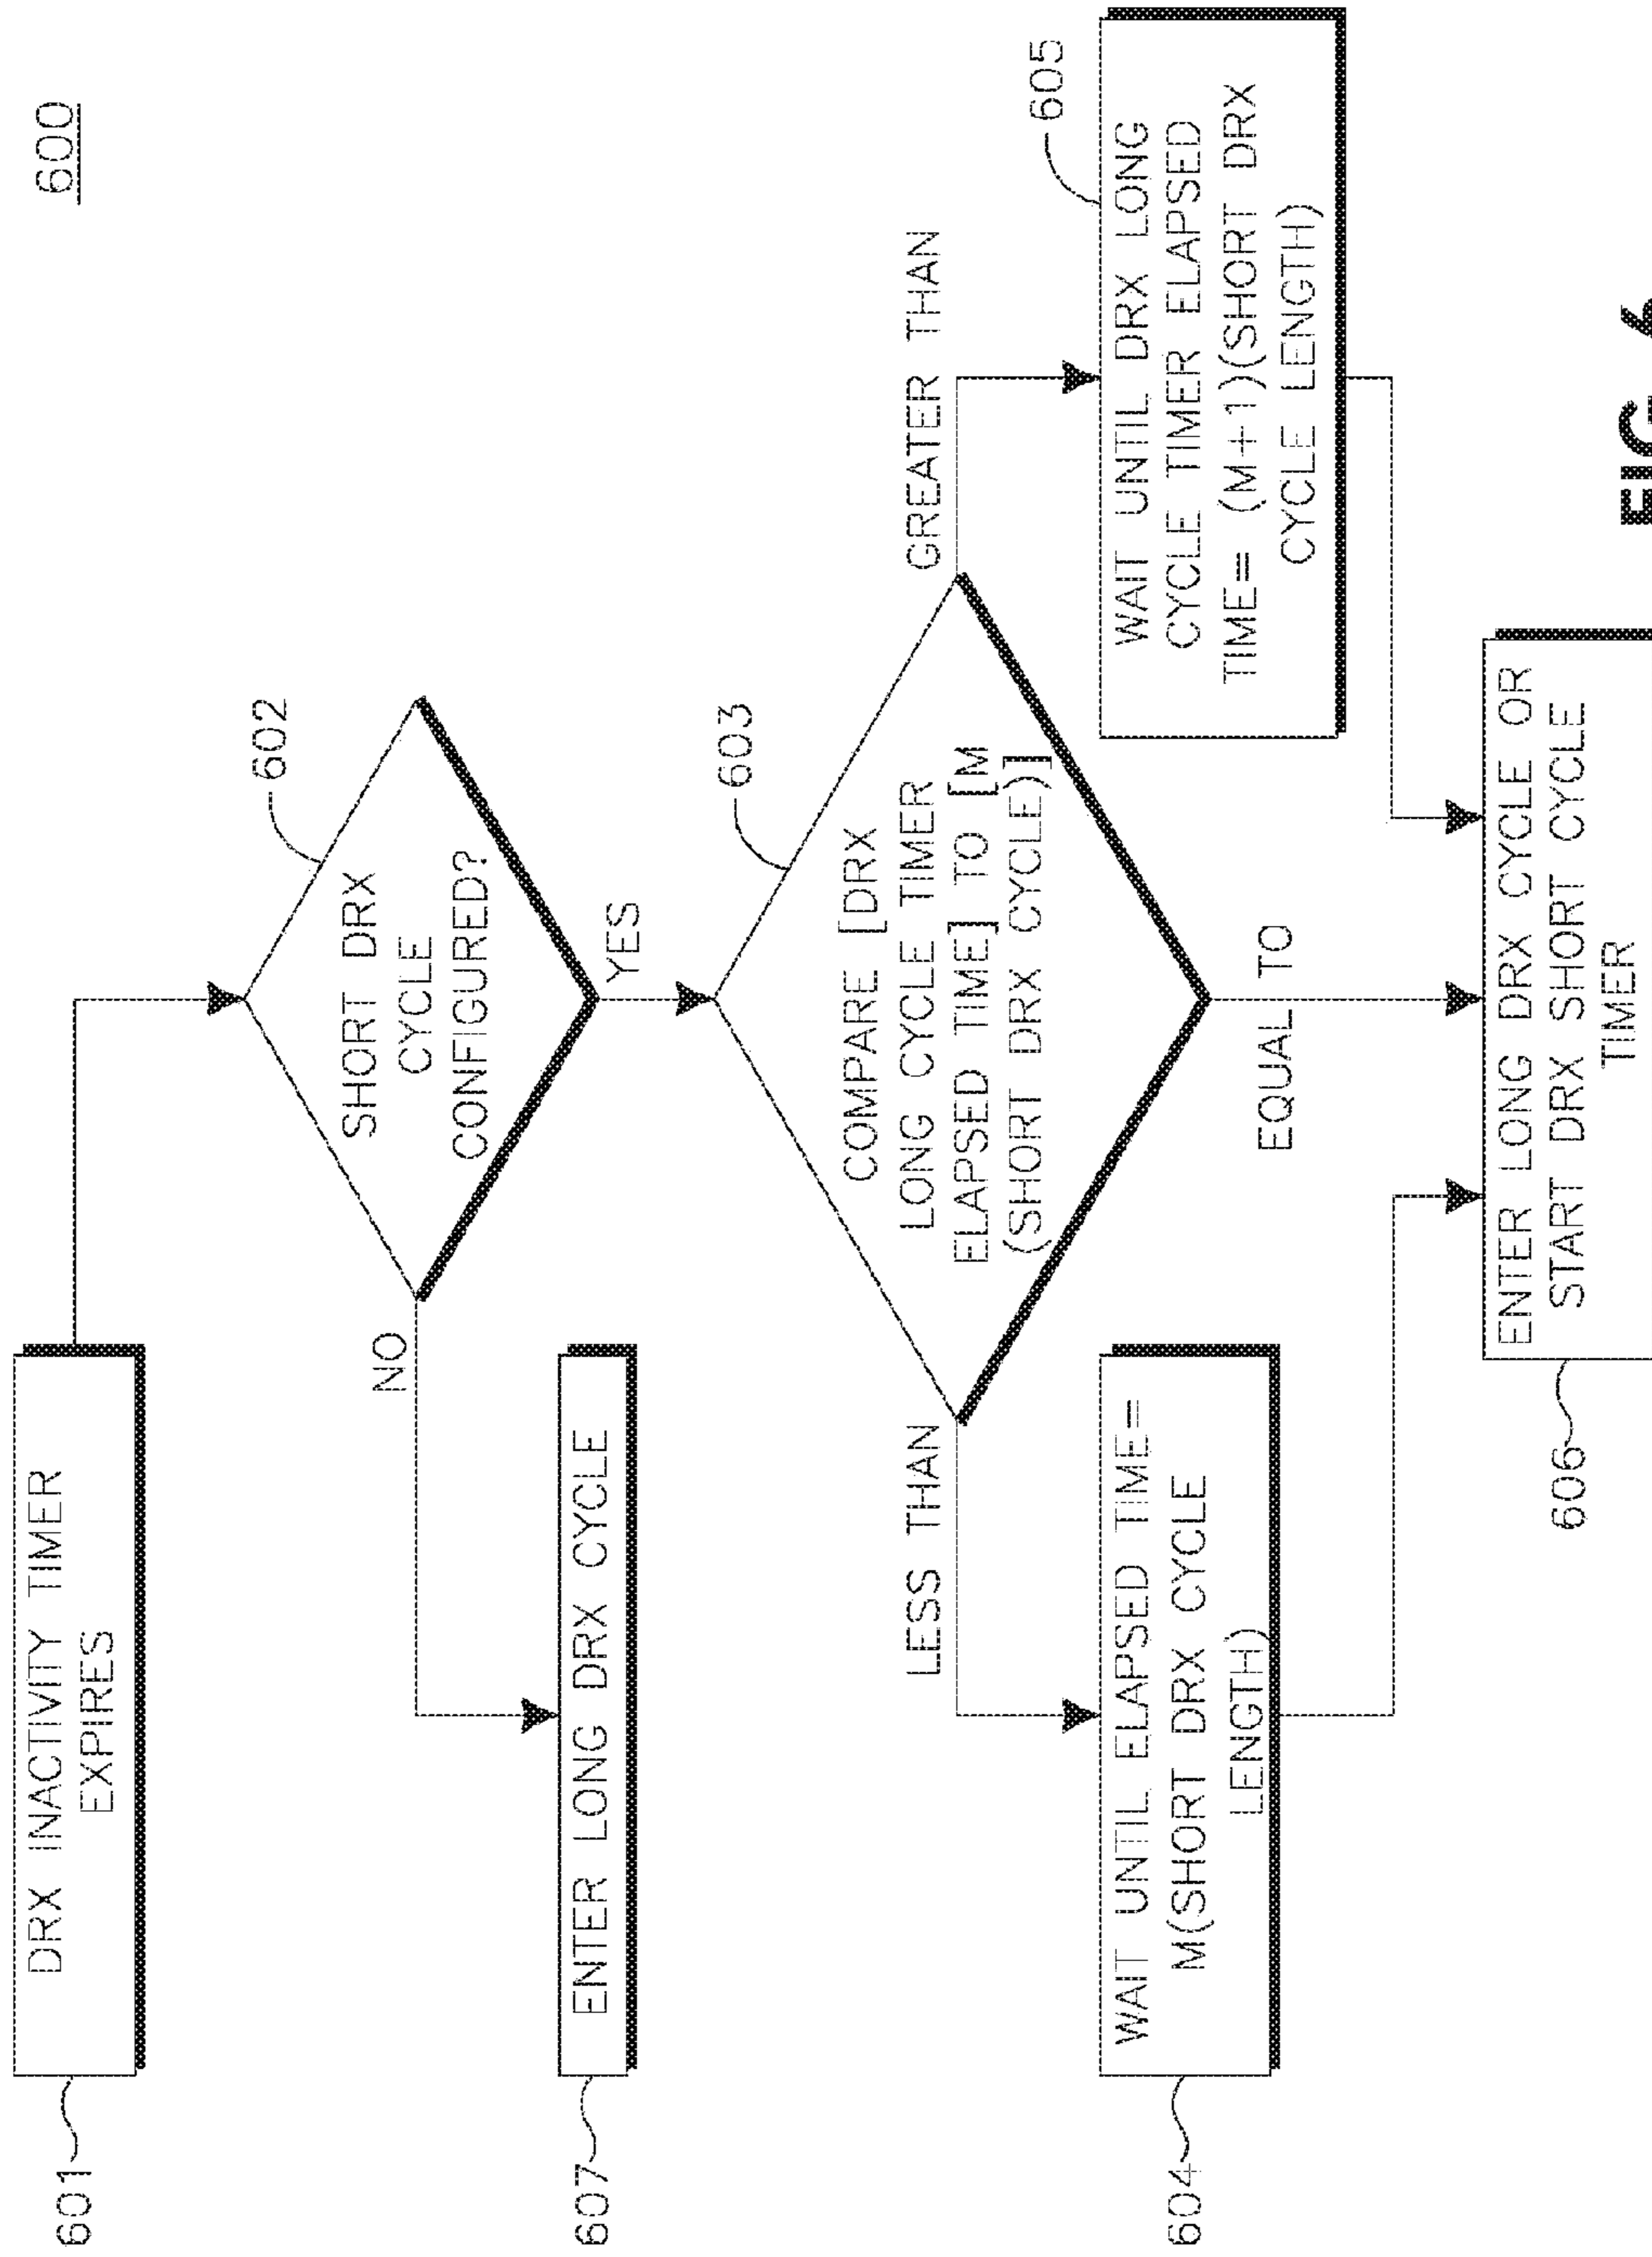 600
601
DRX INACTIVITY TIMER
EXPIRES
602
SHORT DRX
CYCLE
CONFIGURED?
NO
YES
607
ENTER LONG DRX CYCLE
603
COMPARE [DRX
LONG CYCLE TIMER
ELAPSED TIME] TO [M
(SHORT DRX CYCLE)]
LESS THAN
GREATER THAN
EQUAL TO
604
WAIT UNTIL ELAPSED TIME=
M(SHORT DRX CYCLE
LENGTH)
605
WAIT UNTIL DRX LONG
CYCLE TIMER ELAPSED
TIME= (M+1)(SHORT DRX
CYCLE LENGTH)
606
ENTER LONG DRX CYCLE OR
START DRX SHORT CYCLE
TIMER
FIG. 6